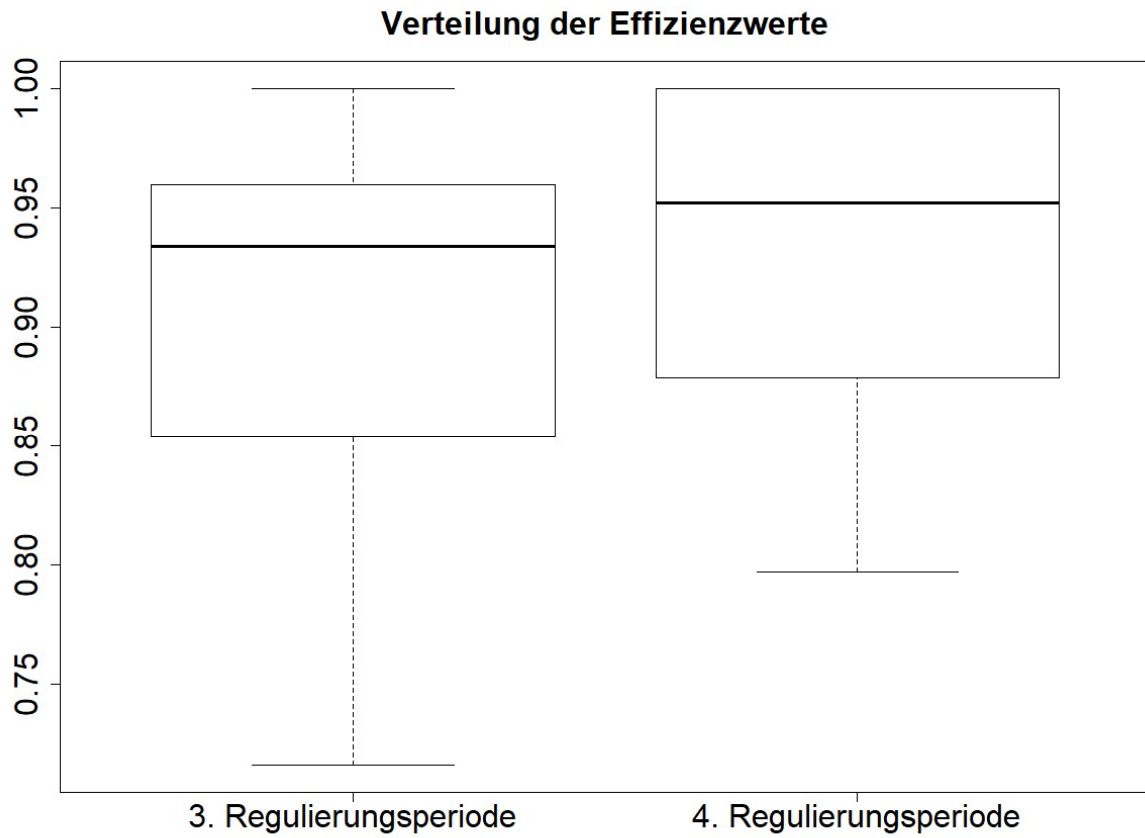 Verteilung der Effizienzwerte
1.00
0.95
0.90
0.85
0.80
0.75
3. Regulierungsperiode
4. Regulierungsperiode